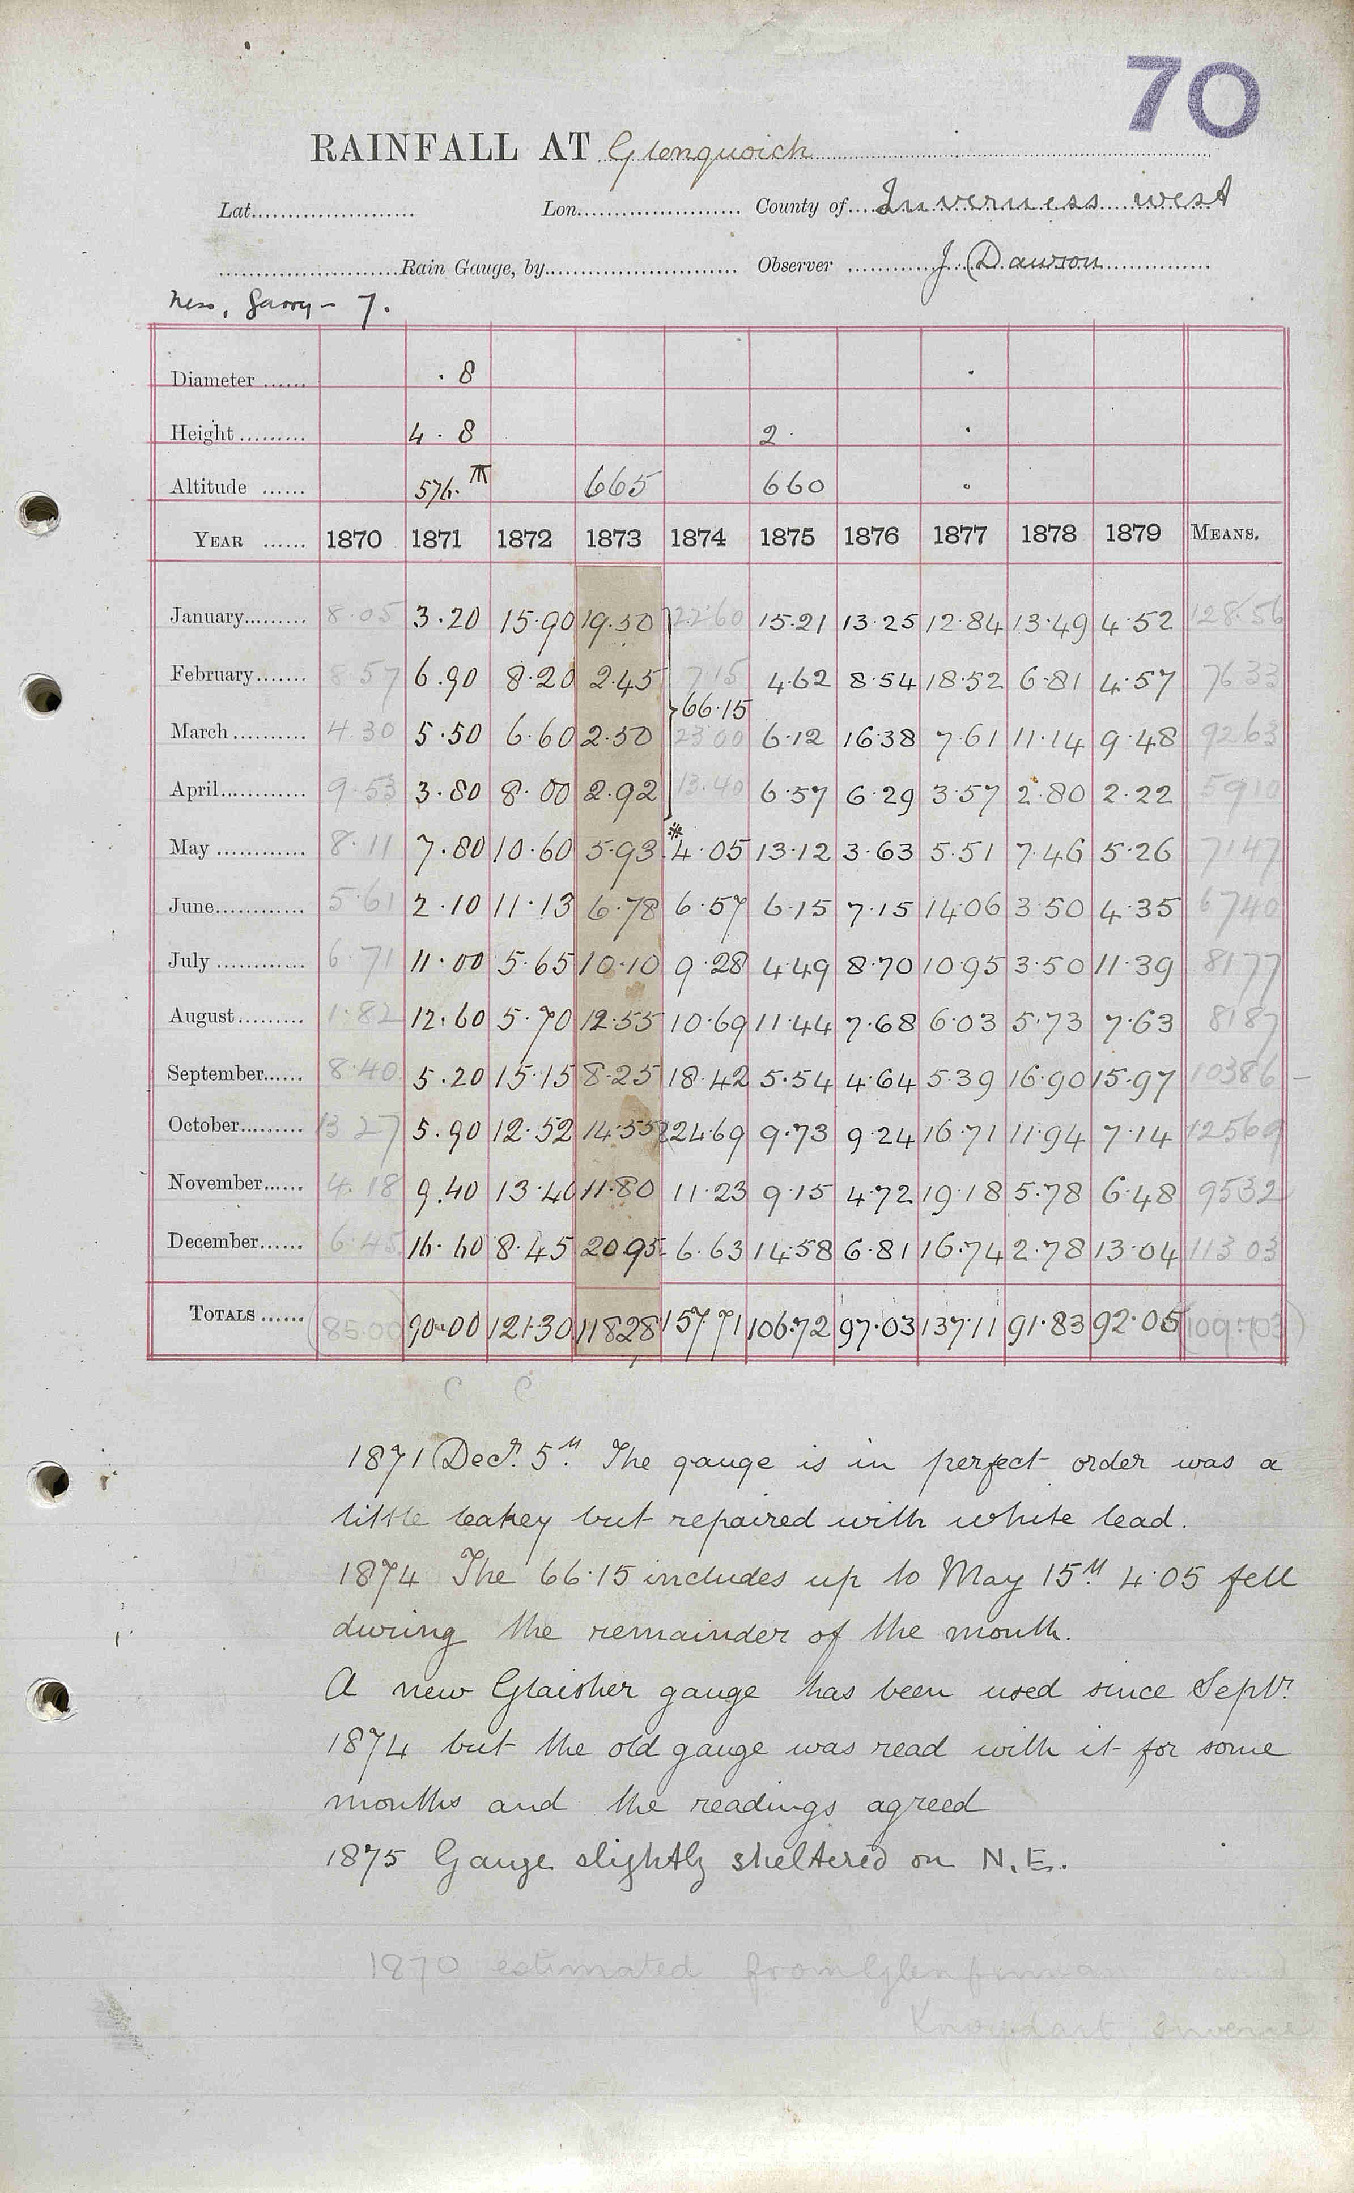 70
RAINFALL AT Glenquoich
Lat. Lon. County of Inverness west
Rain Gauge, by Observer J. Dawson
Ness, Garry - 7.
Diameter ·8
Height 4·8 2·
Altitude 576 T 665 660
YEAR 1870 1871 1872 1873 1874 1875 1876 1877 1878 1879 MEANS.
January 8·05 3·20 15·90 19·50 22·60 15·21 13·25 12·84 13·49 4·52 128·56
February 8·57 6·90 8·20 2·45 7·15 4·62 8·54 18·52 6·81 4·57 76 33
66·15
March 4·30 5·50 6·60 2·50 23·00 6·12 16·38 7·61 11·14 9·48 92 63
April 9·53 3·80 8·00 2·92 13·40 6·57 6·29 3·57 2·80 2·22 59 10
May 8·11 7·80 10·60 5·93 *4·05 13·12 3·63 5·51 7·46 5·26 71 47
June 5·61 2·10 11·13 6·78 6·57 6·15 7·15 14·06 3·50 4·35 67 40
July 6·71 11·00 5·65 10·10 9·28 4·49 8·70 10·95 3·50 11·39 81 77
August 1·82 12·60 5·70 12·55 10·69 11·44 7·68 6·03 5·73 7·63 81 87
September 8·40 5·20 15·15 8·25 18·42 5·54 4·64 5·39 16·90 15·97 103 86
October 13 27 5·90 12·52 14·55 24·69 9·73 9·24 16·71 11·94 7·14 125 69
November 4·18 9·40 13·40 11·80 11·23 9·15 4·72 19·18 5·78 6·48 95 32
December 6·45 16·60 8·45 20·95 6·63 14·58 6·81 16·74 2·78 13·04 113 03
TOTALS (85·00) 90·00 121·30 118 28 157 71 106·72 97·03 137·11 91·83 92·05 (109·703)
C C
1871 Decr. 5th. The gauge is in perfect order was a
little leakey but repaired with white lead.
1874 The 66·15 includes up to May 15th 4·05 fell
during the remainder of the month.
A new Glaisher gauge has been used since Septr.
1874 but the old gauge was read with it for some
months and the readings agreed
1875 Gauge slightly sheltered on N.E.
1870 estimated from Glenfinnan and
Knoydart Inverie